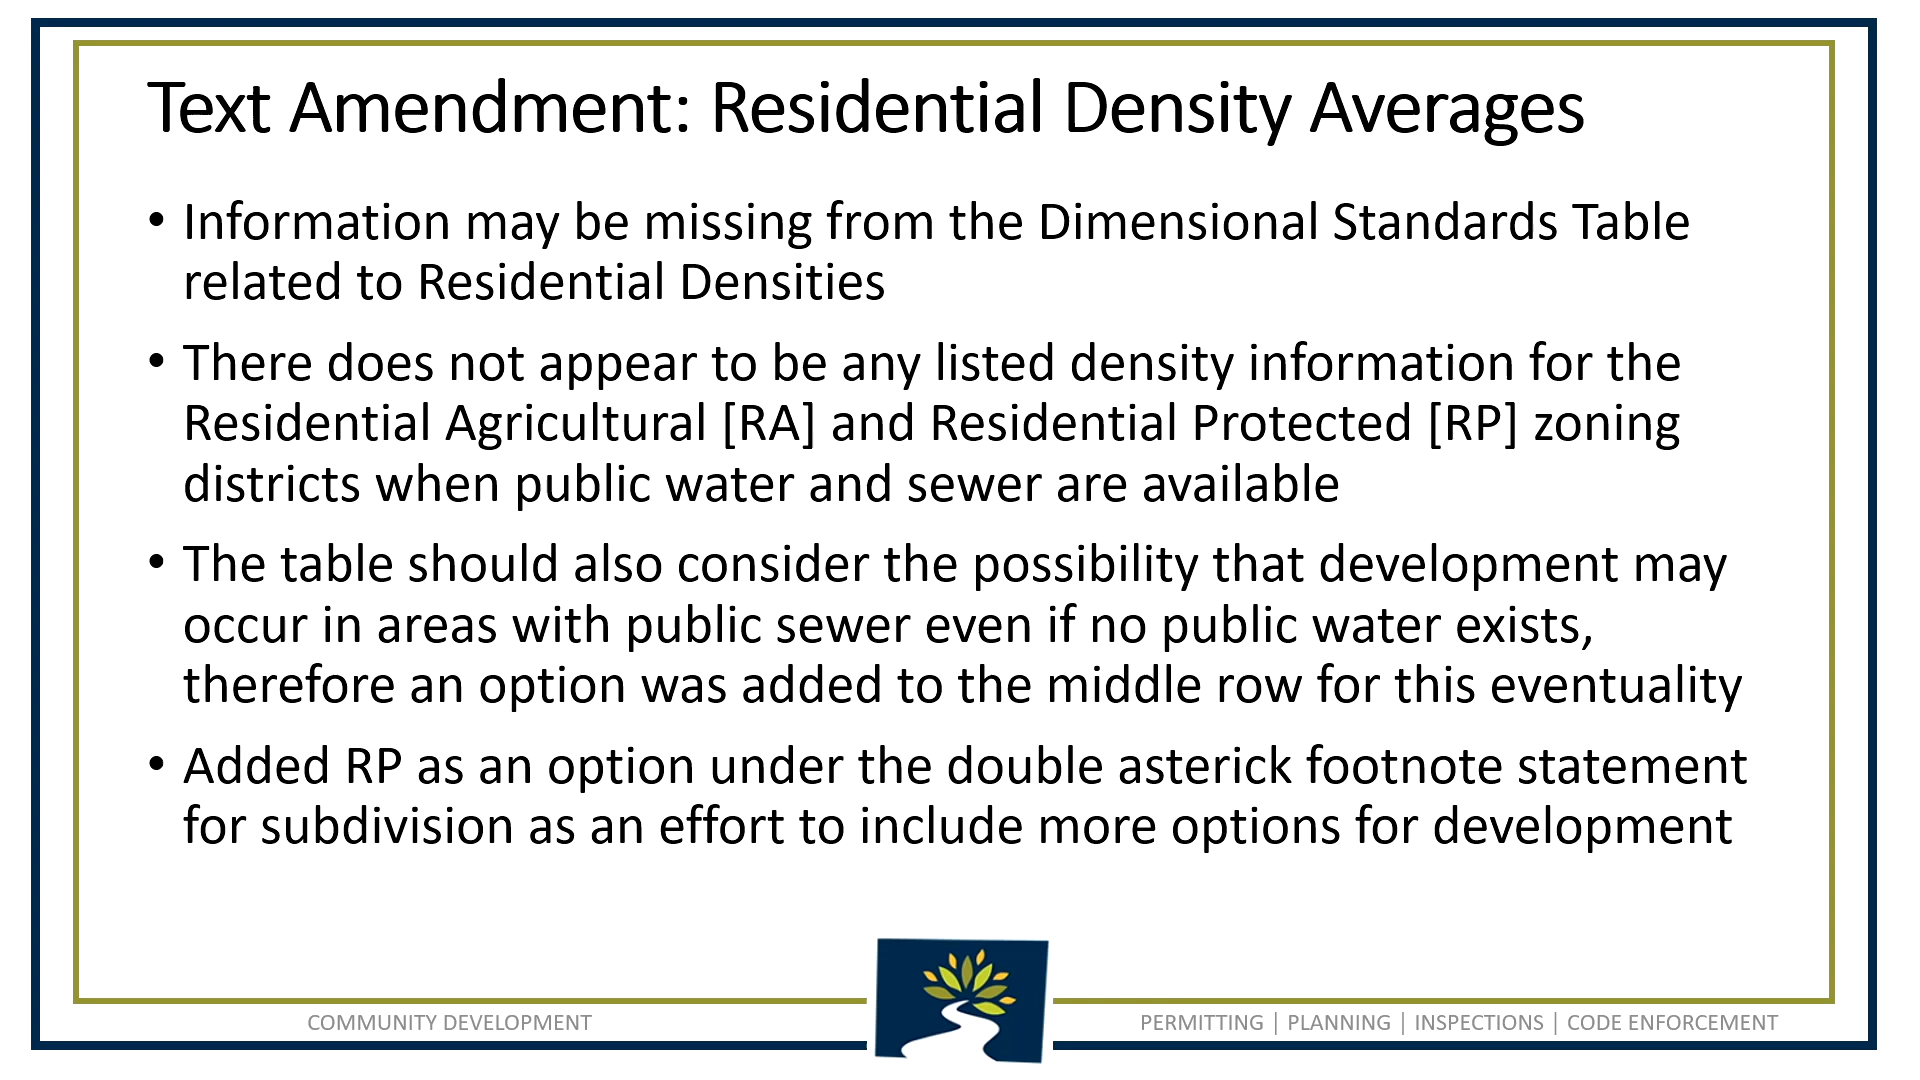 Text Amendment: Residential Density Averages
• Information may be missing from the Dimensional Standards Table
related to Residential Densities
• There does not appear to be any listed density information for the
Residential Agricultural [RA] and Residential Protected [RP] zoning
districts when public water and sewer are available
• The table should also consider the possibility that development may
occur in areas with public sewer even if no public water exists,
therefore an option was added to the middle row for this eventuality
• Added RP as an option under the double asterick footnote statement
for subdivision as an effort to include more options for development
COMMUNITY DEVELOPMENT
PERMITTING | PLANNING | INSPECTIONS | CODE ENFORCEMENT